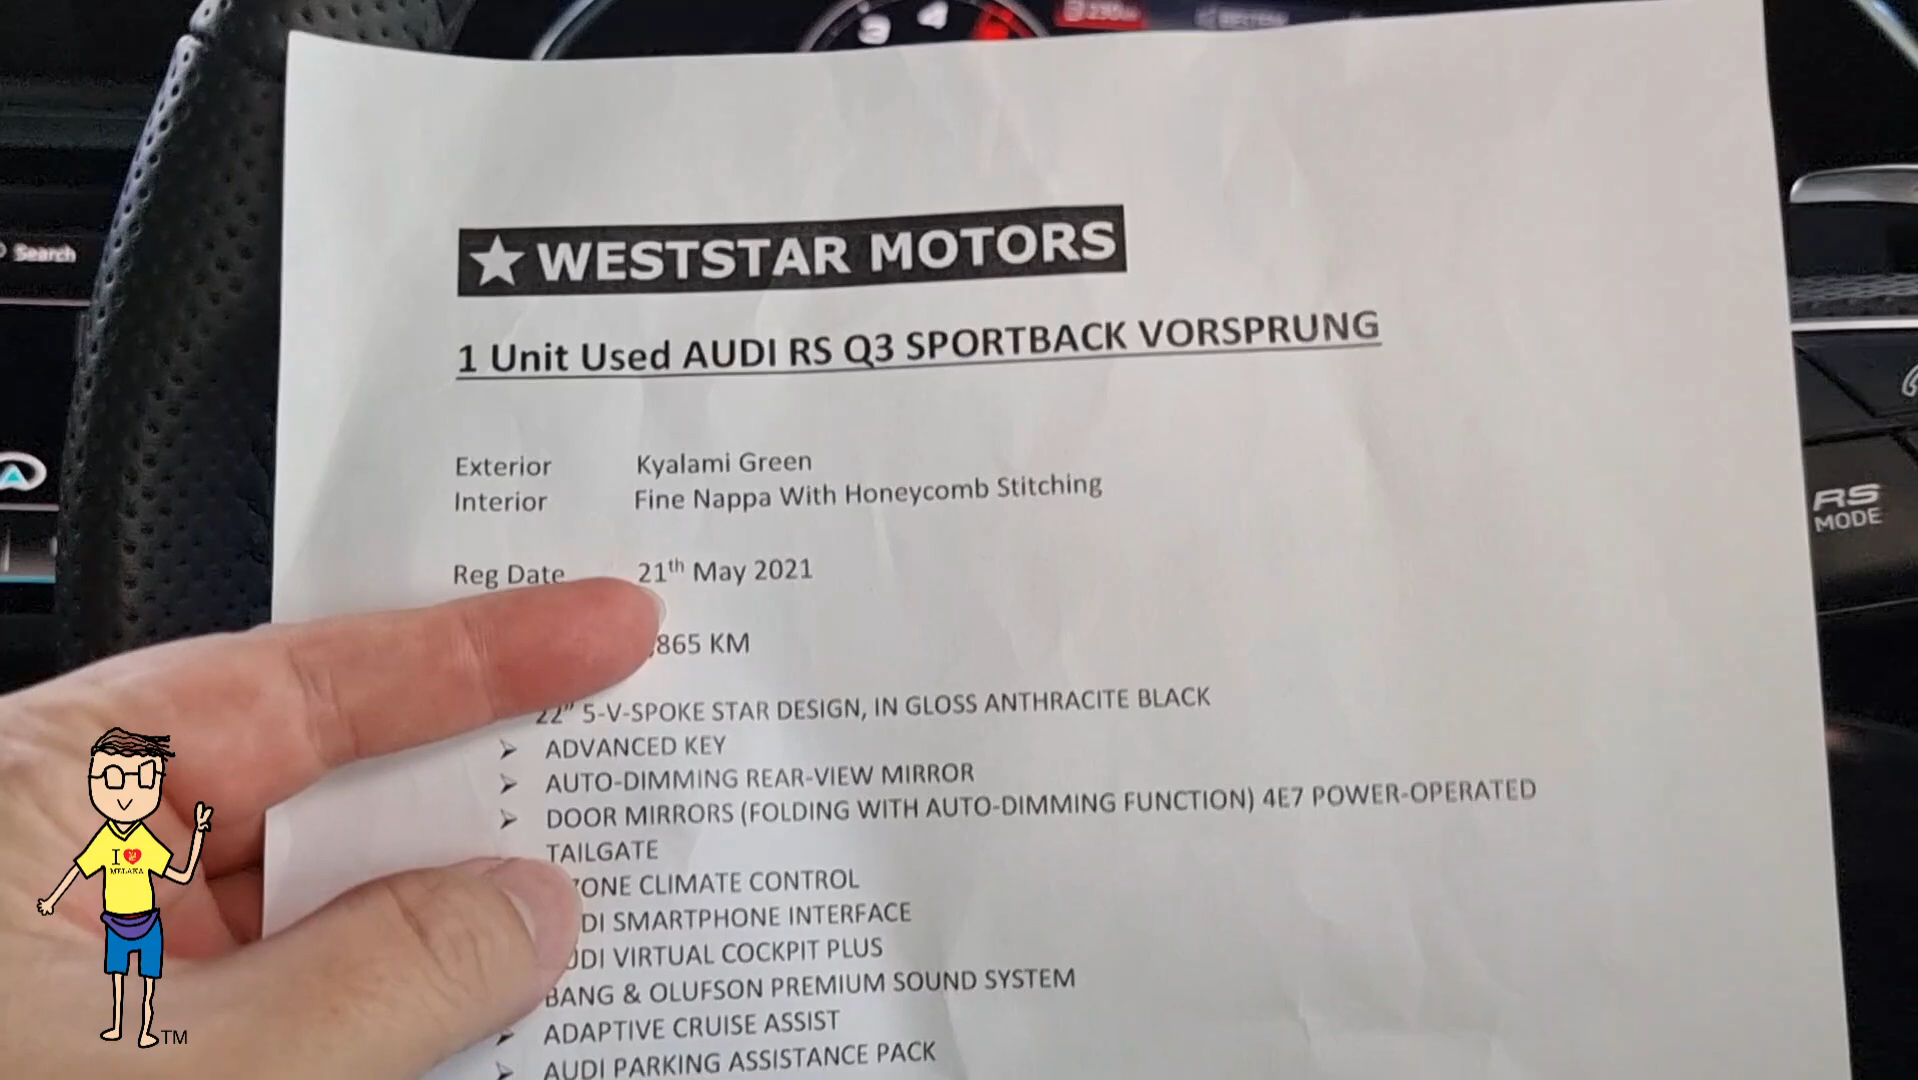 3 4
Search
WESTSTAR MOTORS
1 Unit Used AUDI RS Q3 SPORTBACK VORSPRUNG
Exterior Kyalami Green
Interior Fine Nappa With Honeycomb Stitching
Reg Date 21th May 2021
865 KM
22" 5-V-SPOKE STAR DESIGN, IN GLOSS ANTHRACITE BLACK
ADVANCED KEY
AUTO-DIMMING REAR-VIEW MIRROR
DOOR MIRRORS (FOLDING WITH AUTO-DIMMING FUNCTION) 4E7 POWER-OPERATED
TAILGATE
ZONE CLIMATE CONTROL
DI SMARTPHONE INTERFACE
UDI VIRTUAL COCKPIT PLUS
BANG & OLUFSON PREMIUM SOUND SYSTEM
ADAPTIVE CRUISE ASSIST
AUDI PARKING ASSISTANCE PACK
RS
MODE
I
MELAKA
TM